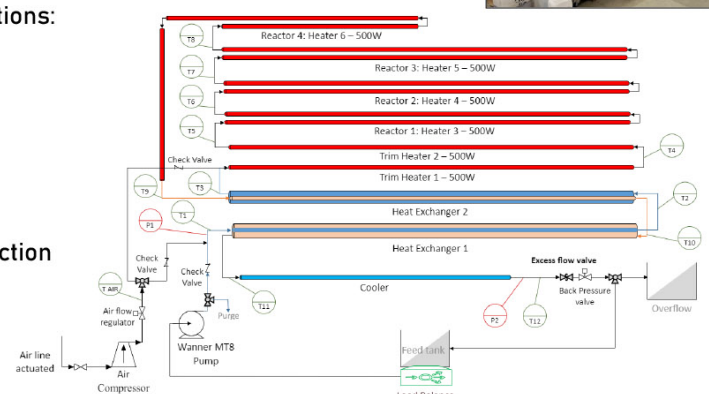 tions:
Reactor 4: Heater 6 – 500W
T8
Reactor 3: Heater 5 – 500W
T7
Reactor 2: Heater 4 – 500W
T6
Reactor 1: Heater 3 – 500W
T5
Trim Heater 2 – 500W
T4
Check Valve
Trim Heater 1 – 500W
T9
T3
T2
Heat Exchanger 2
T1
P1
T10
Heat Exchanger 1
ction
Check
Valve
Check
Valve
Excess flow valve
Cooler
T11
T AIR
P2
T12
Back Pressure
valve
Overflow
Purge
Air flow
regulator
Wanner MT8
Pump
Feed tank
Air line
actuated
Air
Compressor